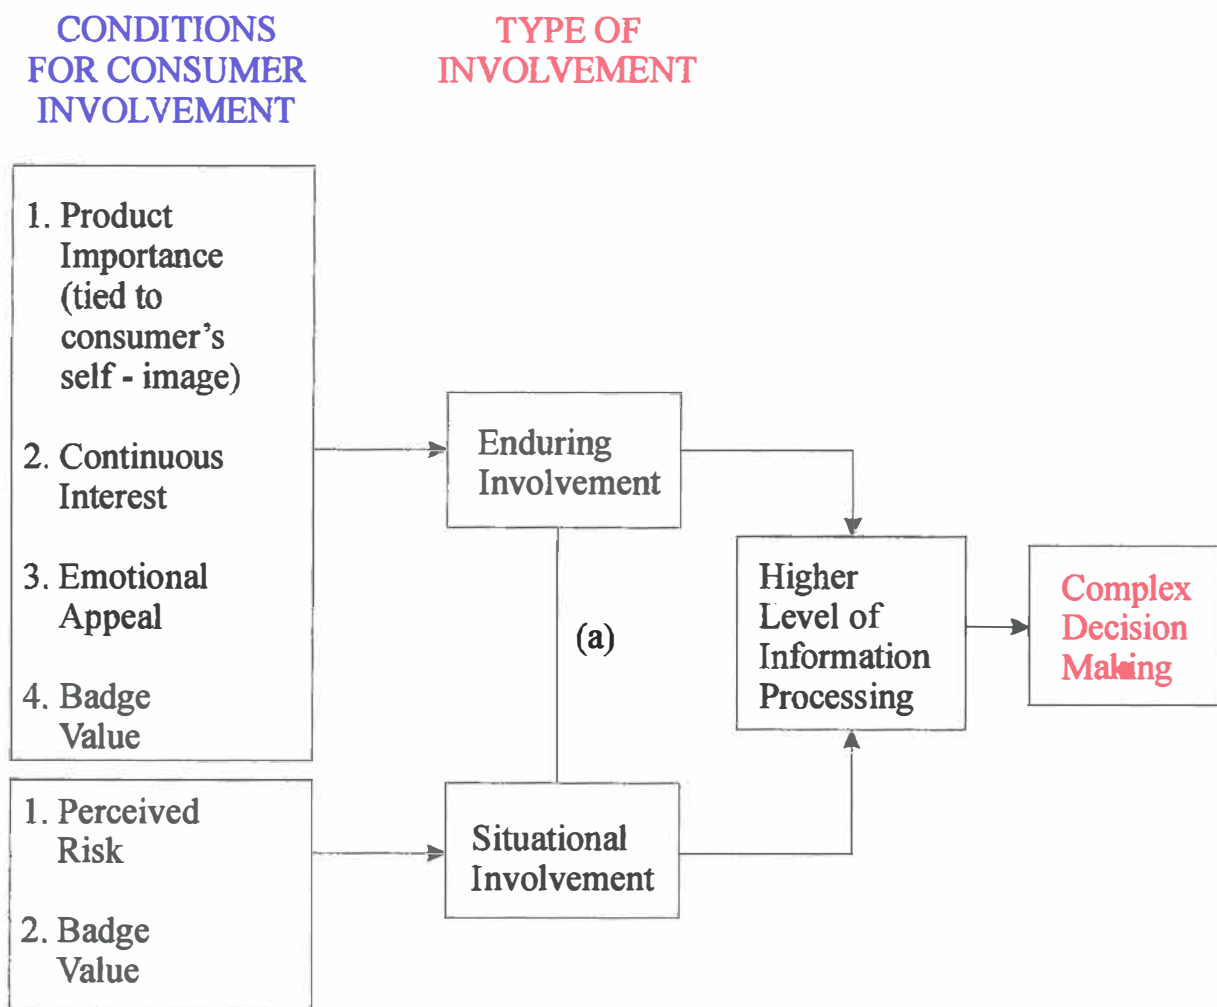 CONDITIONS
FOR CONSUMER
INVOLVEMENT
TYPE OF
INVOLVEMENT
1. Product
Importance
(tied to
consumer's
self - image)
2. Continuous
Interest
3. Emotional
Appeal
4. Badge
Value
1. Perceived
Risk
2. Badge
Value
Enduring
Involvement
(a)
Situational
Involvement
Higher
Level of
Information
Processing
Complex
Decision
Making